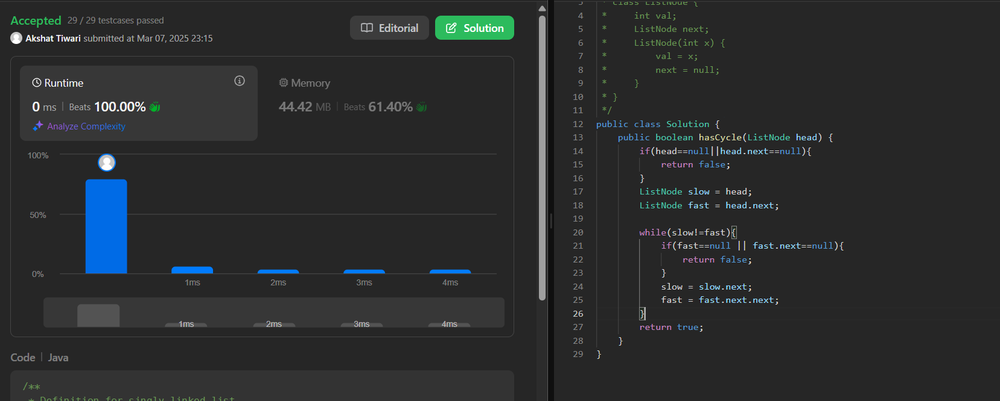 Accepted 29 / 29 testcases passed
Akshat Tiwari submitted at Mar 07, 2025 23:15
Editorial
Solution
Runtime
0 ms | Beats 100.00%
Analyze Complexity
Memory
44.42 MB | Beats 61.40%
100%
50%
0%
1ms 2ms 3ms 4ms
1ms 2ms 3ms 4ms
Code | Java
/**
* Definition for singly-linked list.
3 * class ListNode {
4 *     int val;
5 *     ListNode next;
6 *     ListNode(int x) {
7 *         val = x;
8 *         next = null;
9 *     }
10 * }
11 */
12 public class Solution {
13     public boolean hasCycle(ListNode head) {
14         if(head==null||head.next==null){
15             return false;
16         }
17         ListNode slow = head;
18         ListNode fast = head.next;
19
20         while(slow!=fast){
21             if(fast==null || fast.next==null){
22                 return false;
23             }
24             slow = slow.next;
25             fast = fast.next.next;
26         }
27         return true;
28     }
29 }